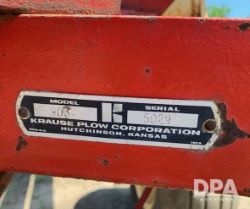 MODEL
SERIAL
5029
KRAUSE PLOW CORPORATION
HUTCHINSON, KANSAS
DPA